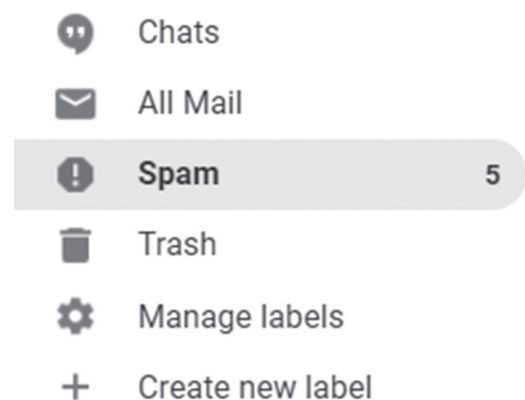 Chats
All Mail
Spam 5
Trash
Manage labels
Create new label